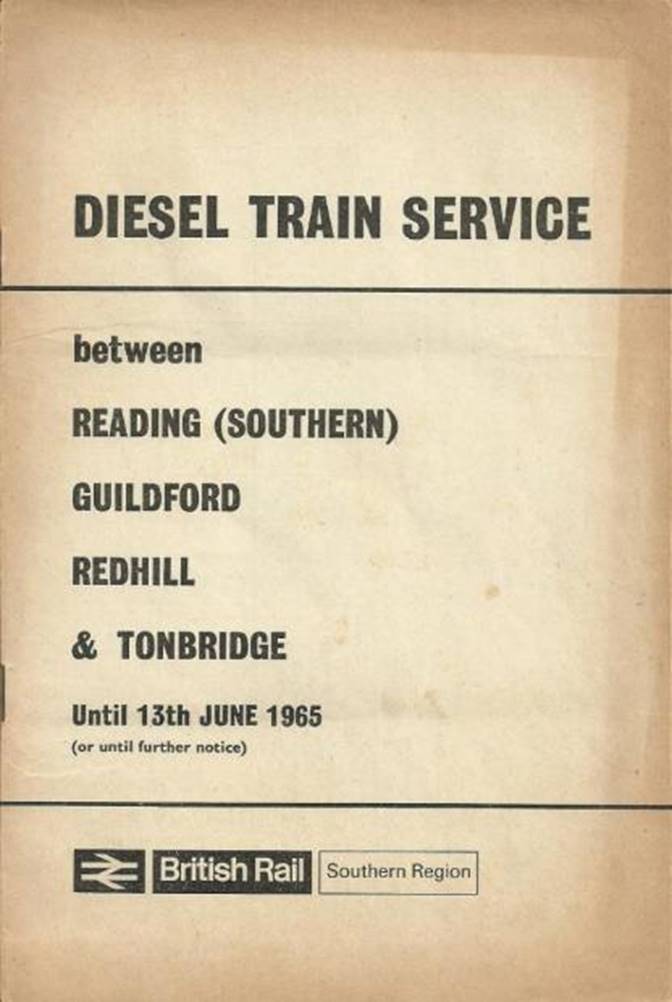 DIESEL TRAIN SERVICE
between
READING (SOUTHERN)
GUILDFORD
REDHILL
& TONBRIDGE
Until 13th JUNE 1965
(or until further notice)
British Rail Southern Region